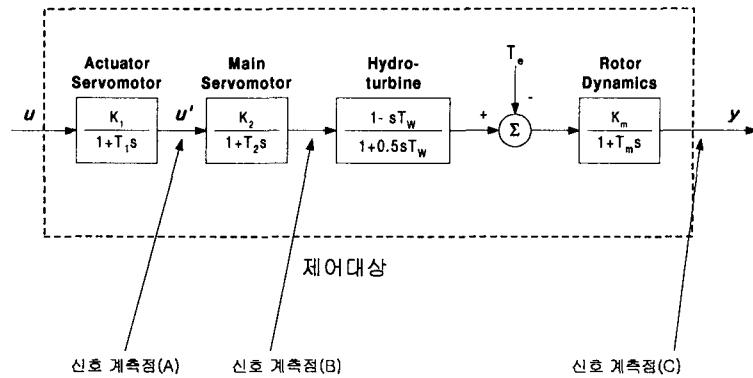 Actuator
Servomotor
Main
Servomotor
Hydro-
turbine
T_e
Rotor
Dynamics
u
K_1
1+T_1s
u'
K_2
1+T_2s
1-sT_W
1+0.5sT_W
+
-
Σ
K_m
1+T_ms
y
제어대상
신호 계측점(A)
신호 계측점(B)
신호 계측점(C)